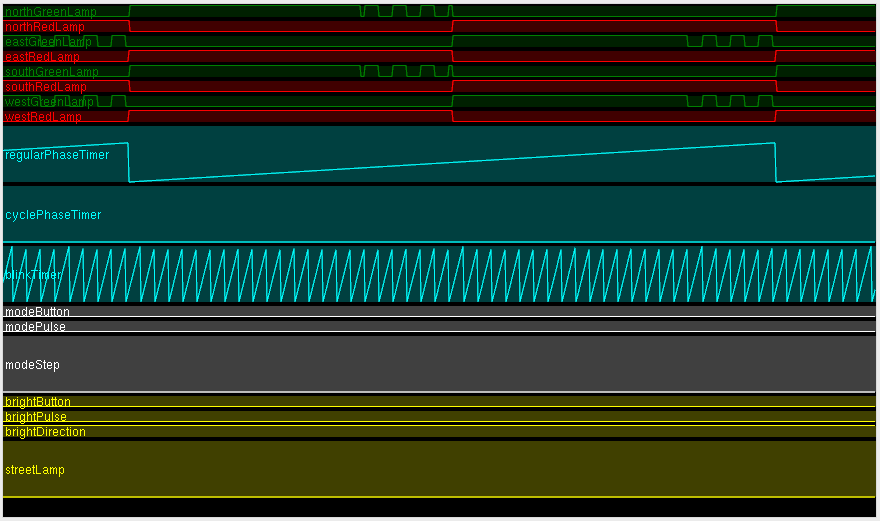 northGreenLamp
northRedLamp
eastGreenLamp
eastRedLamp
southGreenLamp
southRedLamp
westGreenLamp
westRedLamp
regularPhaseTimer
cyclePhaseTimer
blinkTimer
modeButton
modePulse
modeStep
brightButton
brightPulse
brightDirection
streetLamp